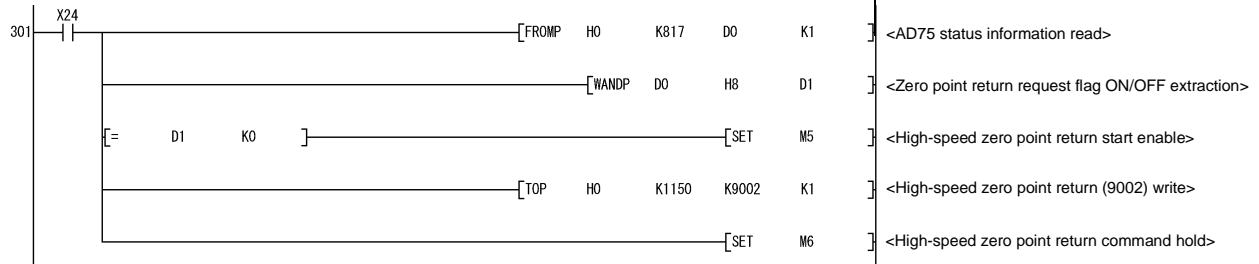 X24
301 [FROMP H0 K817 D0 K1 ] <AD75 status information read>
[WANDP D0 H8 D1 ] <Zero point return request flag ON/OFF extraction>
[= D1 K0 ] [SET M5 ] <High-speed zero point return start enable>
[TOP H0 K1150 K9002 K1 ] <High-speed zero point return (9002) write>
[SET M6 ] <High-speed zero point return command hold>